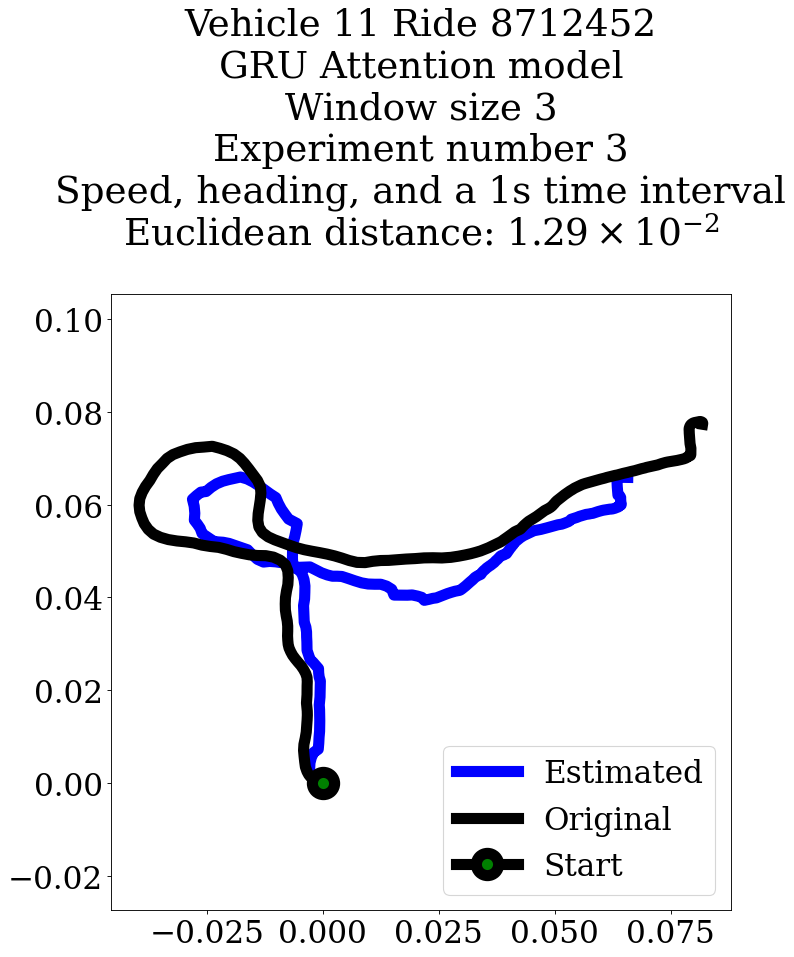 Vehicle 11 Ride 8712452
GRU Attention model
Window size 3
Experiment number 3
Speed, heading, and a 1s time interval
Euclidean distance: 1.29 × 10⁻²
0.10
0.08
0.06
0.04
0.02
0.00
−0.02
Estimated
Original
Start
−0.025 0.000 0.025 0.050 0.075